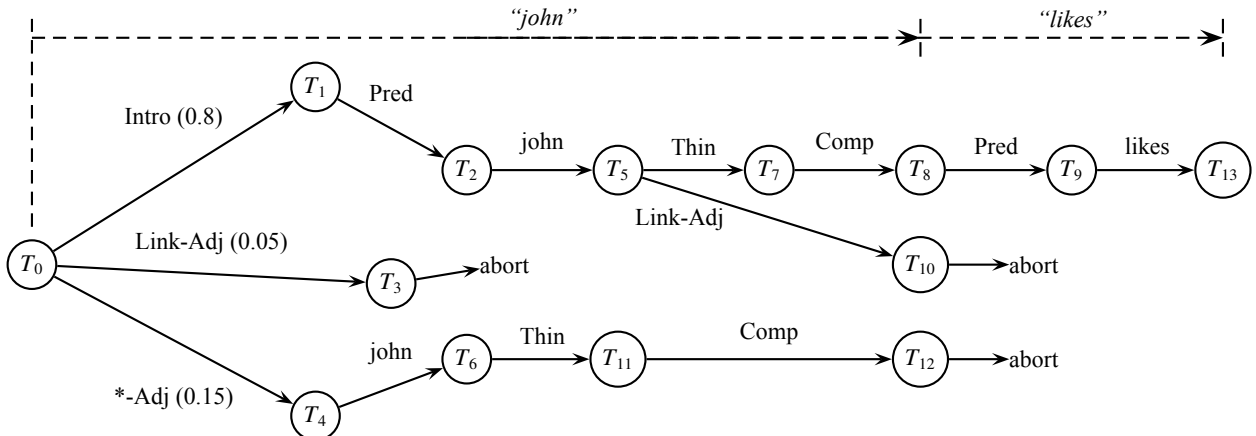 “john” “likes”
T1 Pred
Intro (0.8)
john Thin Comp Pred likes
T2 T5 T7 T8 T9 T13
Link-Adj
Link-Adj (0.05)
T0 T10 abort
T3 abort
Thin Comp
john T6 T11 T12 abort
*-Adj (0.15)
T4